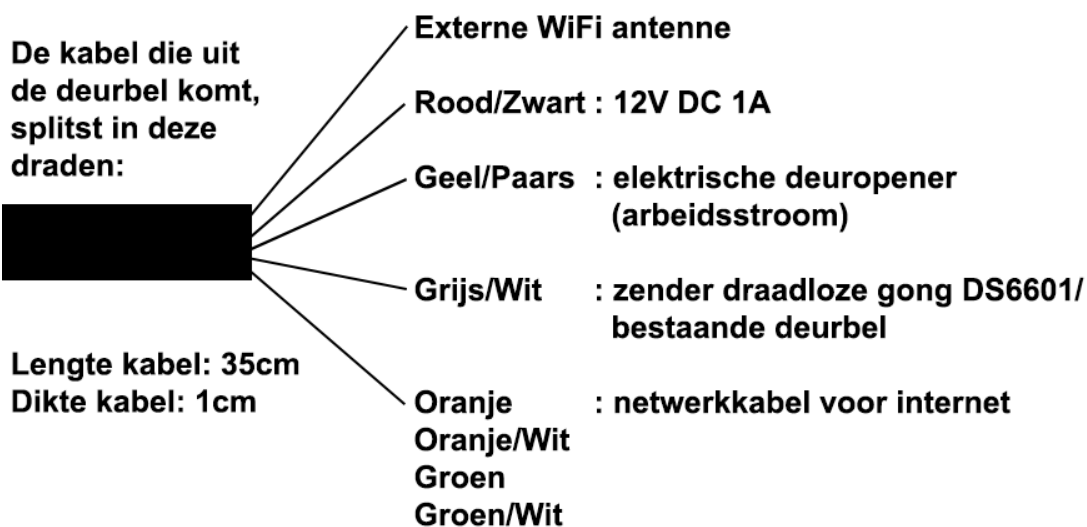 De kabel die uit
de deurbel komt,
splitst in deze
draden:
Externe WiFi antenne
Rood/Zwart : 12V DC 1A
Geel/Paars : elektrische deuropener
(arbeidsstroom)
Grijs/Wit : zender draadloze gong DS6601/
bestaande deurbel
Lengte kabel: 35cm
Dikte kabel: 1cm
Oranje : netwerkkabel voor internet
Oranje/Wit
Groen
Groen/Wit